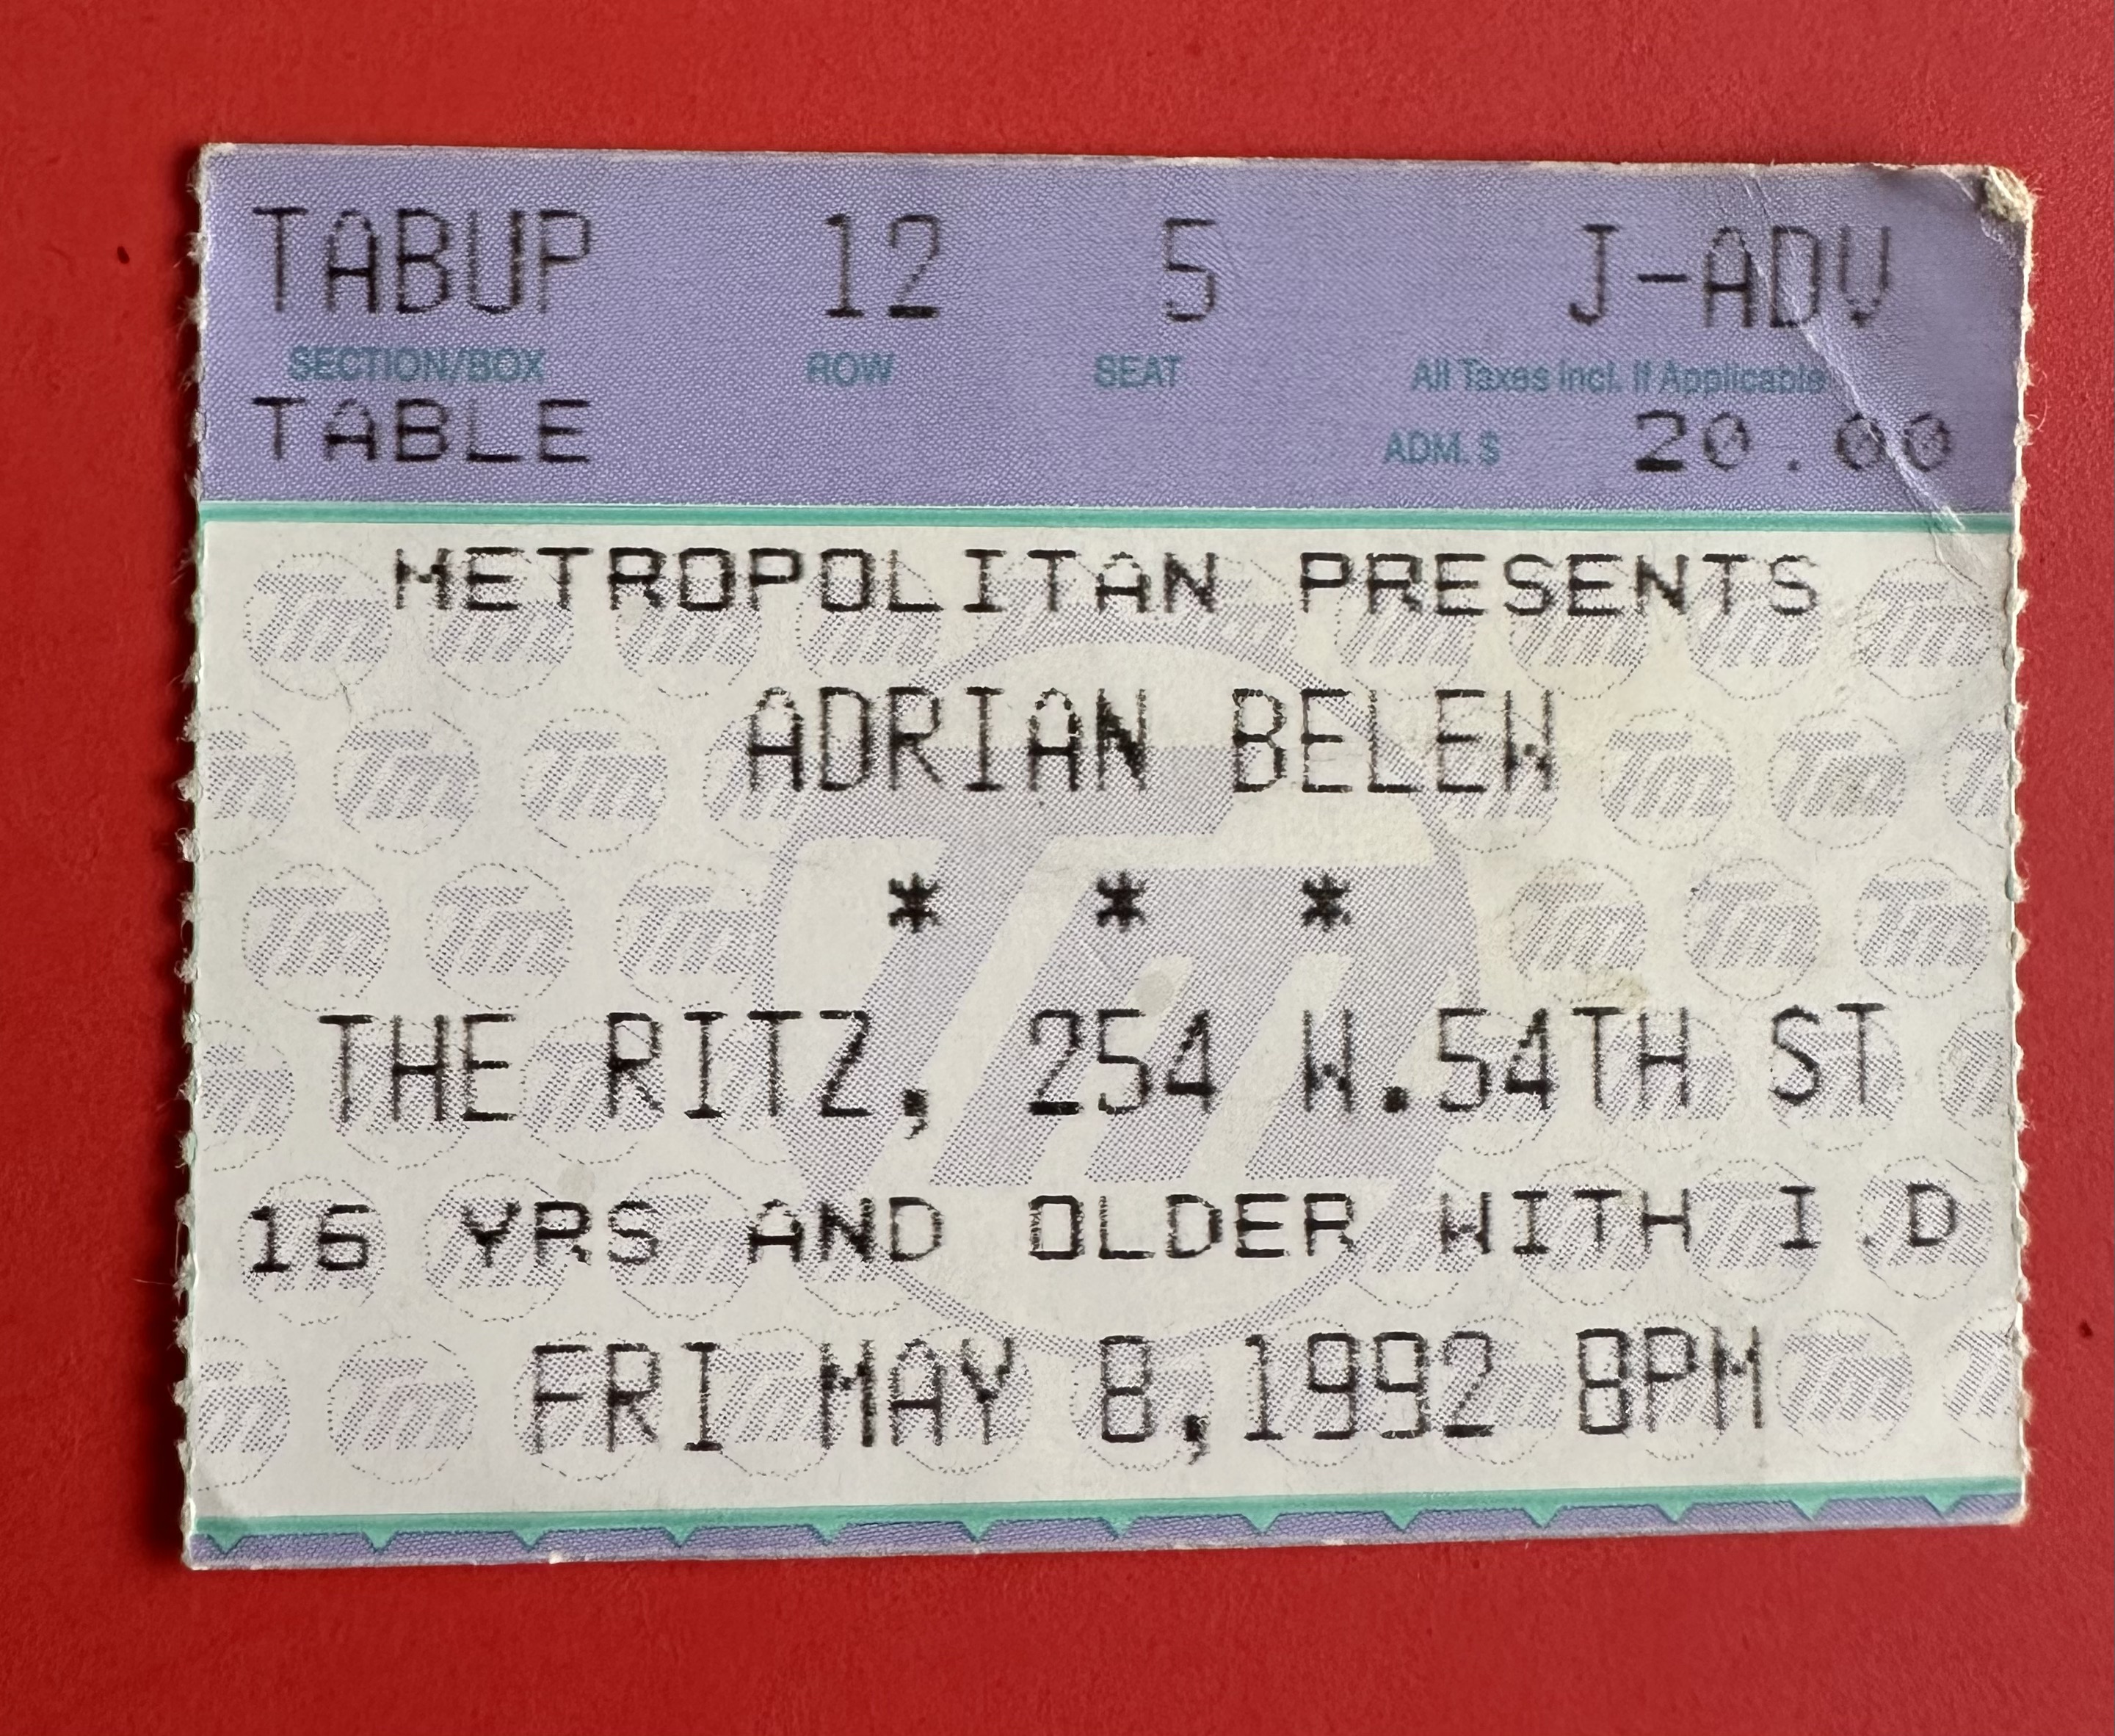 TABUP 12 5 J-ADV
SECTION/BOX ROW SEAT All Taxes Incl. If Applicable
TABLE ADM. $ 20.00
METROPOLITAN PRESENTS
ADRIAN BELEW
* * *
THE RITZ, 254 W.54TH ST
16 YRS AND OLDER WITH I.D
FRI MAY 8,1992 8PM